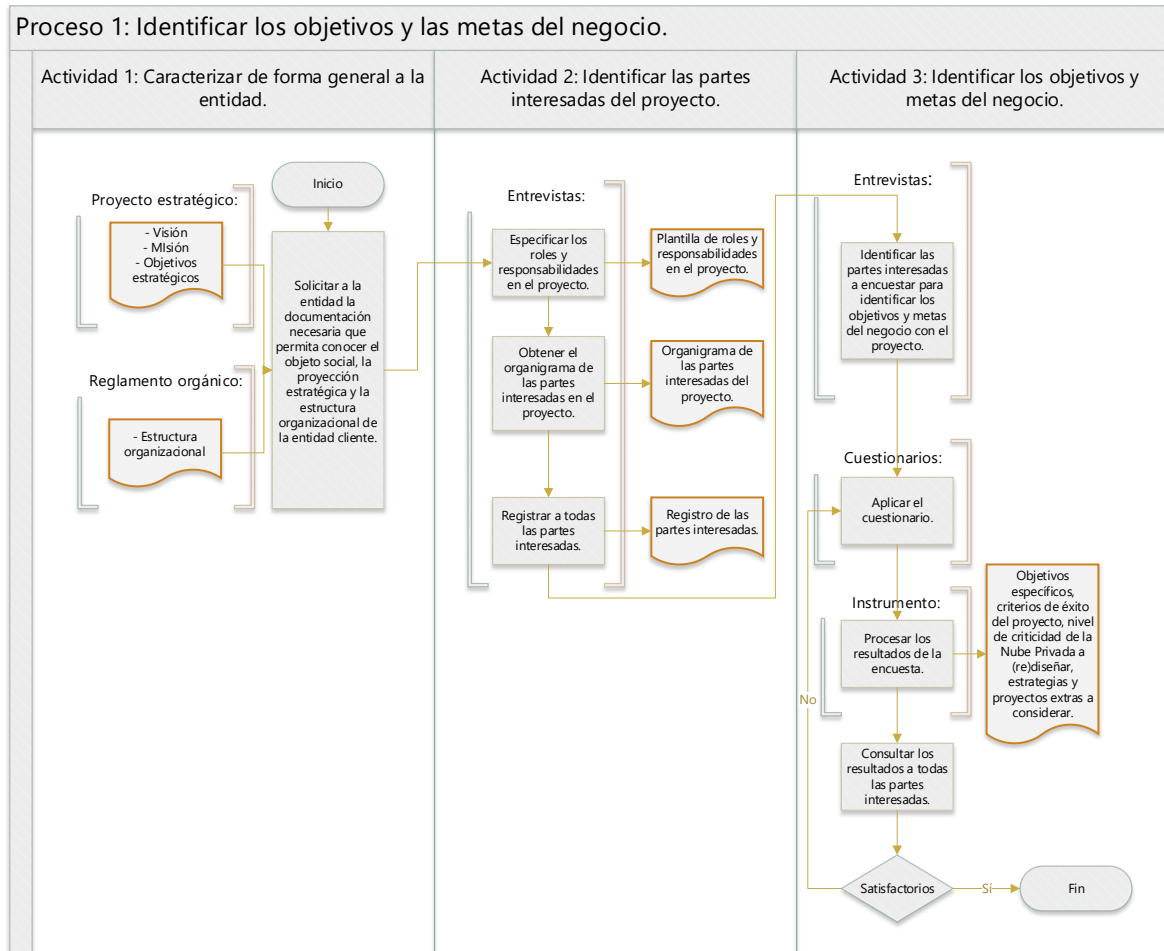 Proceso 1: Identificar los objetivos y las metas del negocio.
Actividad 1: Caracterizar de forma general a la
entidad.
Actividad 2: Identificar las partes
interesadas del proyecto.
Actividad 3: Identificar los objetivos y
metas del negocio.
Inicio
Proyecto estratégico:
- Visión
- MIsión
- Objetivos
estratégicos
Solicitar a la
entidad la
documentación
necesaria que
permita conocer el
objeto social, la
proyección
estratégica y la
estructura
organizacional de
la entidad cliente.
Reglamento orgánico:
- Estructura
organizacional
Entrevistas:
Especificar los
roles y
responsabilidades
en el proyecto.
Plantilla de roles y
responsabilidades
en el proyecto.
Obtener el
organigrama de
las partes
interesadas en el
proyecto.
Organigrama de
las partes
interesadas del
proyecto.
Registrar a todas
las partes
interesadas.
Registro de las
partes interesadas.
Entrevistas:
Identificar las
partes interesadas
a encuestar para
identificar los
objetivos y metas
del negocio con el
proyecto.
Cuestionarios:
Aplicar el
cuestionario.
Instrumento:
Procesar los
resultados de la
encuesta.
Objetivos
específicos,
criterios de éxito
del proyecto, nivel
de criticidad de la
Nube Privada a
(re)diseñar,
estrategias y
proyectos extras a
considerar.
No
Consultar los
resultados a todas
las partes
interesadas.
Satisfactorios
Sí
Fin